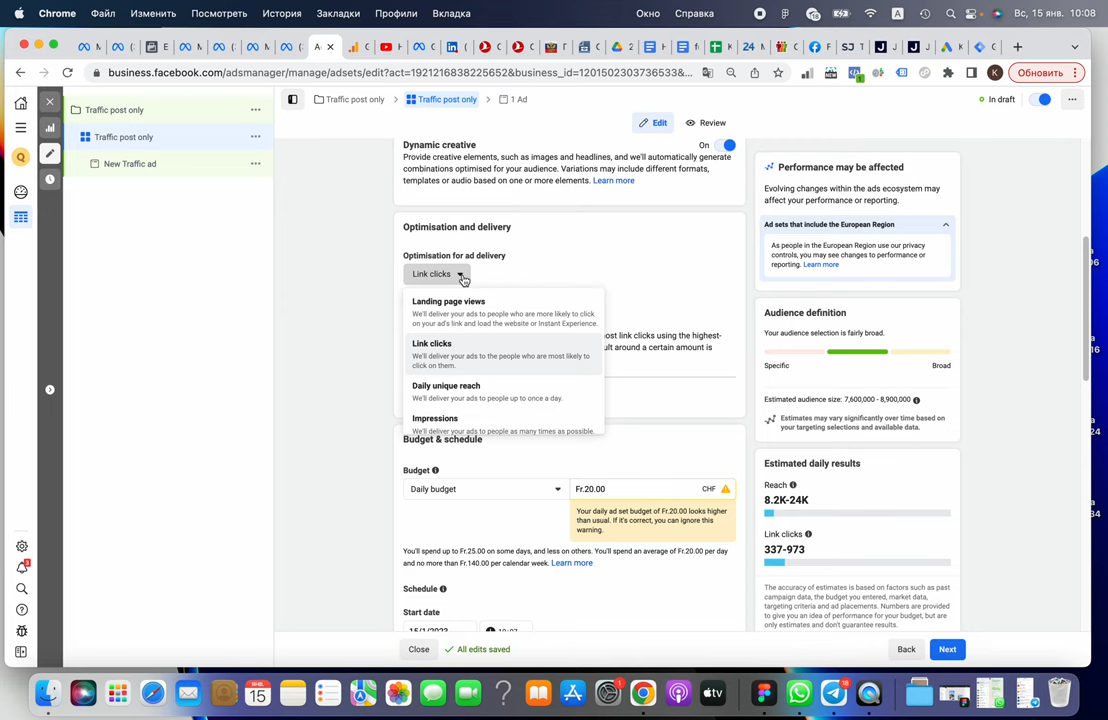 Chrome Файл Изменить Посмотреть История Закладки Профили Вкладка Окно Справка A Вс, 15 янв. 10:08
business.facebook.com/adsmanager/manage/adsets/edit?act=1921216838225652&business_id=1201502303736533&... Обновить
Traffic post only
Traffic post only
New Traffic ad
Traffic post only Traffic post only 1 Ad
In draft
Edit Review
Dynamic creative
On
Provide creative elements, such as images and headlines, and we'll automatically generate
combinations optimised for your audience. Variations may include different formats,
templates or audio based on one or more elements. Learn more
Optimisation and delivery
Optimisation for ad delivery
Link clicks
Landing page views
We'll deliver your ads to people who are more likely to click
on your ad's link and load the website or Instant Experience.
Link clicks
We'll deliver your ads to the people who are most likely to
click on them.
Daily unique reach
We'll deliver your ads to people up to once a day.
Impressions
We'll deliver your ads to as many times as possible.
ost link clicks using the highest-
ult around a certain amount is
Budget & schedule
Budget
Daily budget
Fr.20.00 CHF
Your daily ad set budget of Fr.20.00 looks higher
than usual. If it's correct, you can ignore this
warning.
You'll spend up to Fr.25.00 on some days, and less on others. You'll spend an average of Fr.20.00 per day
and no more than Fr.140.00 per calendar week. Learn more
Schedule
Start date
15/1/2023
Close All edits saved Back Next
Performance may be affected
Evolving changes within the ads ecosystem may
affect your performance or reporting.
Ad sets that include the European Region
As people in the European Region use our privacy
controls, you may see changes to performance or
reporting. Learn more
Audience definition
Your audience selection is fairly broad.
Specific Broad
Estimated audience size: 7,600,000 - 8,900,000
Estimates may vary significantly over time based on
your targeting selections and available data.
Estimated daily results
Reach
8.2K-24K
Link clicks
337-973
The accuracy of estimates is based on factors such as past
campaign data, the budget you entered, market data,
targeting criteria and ad placements. Numbers are provided
to give you an idea of performance for your budget, but are
only estimates and don't guarantee results.